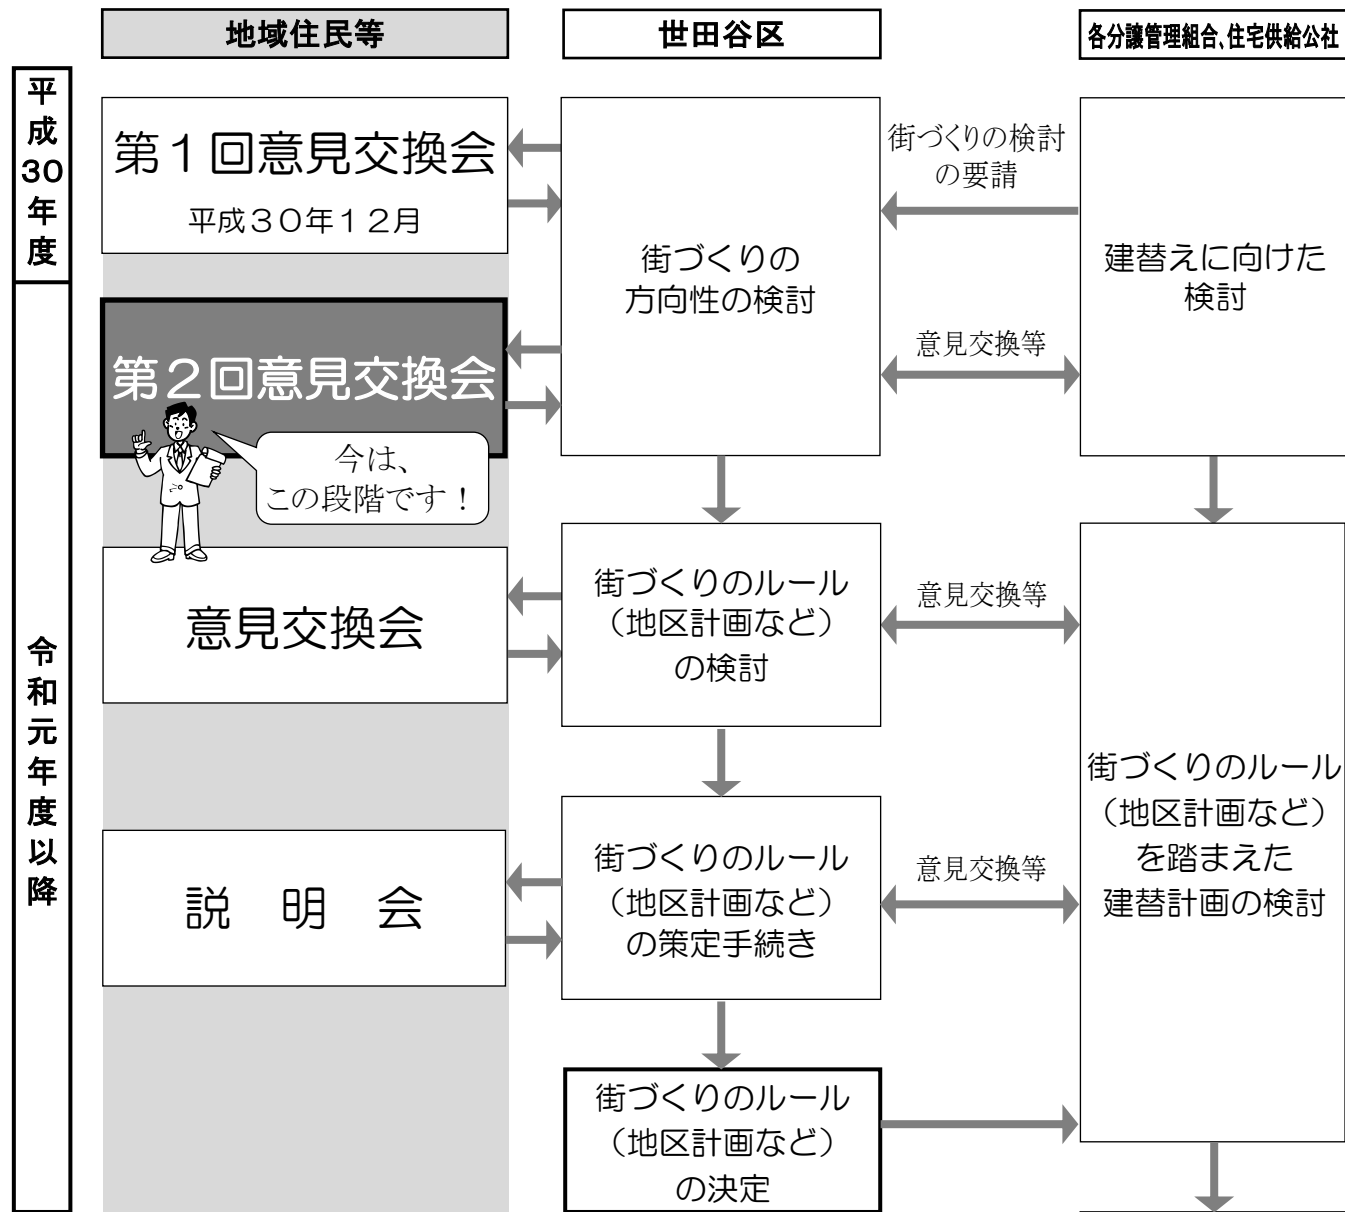 地域住民等
世田谷区
各分譲管理組合、住宅供給公社
平成30年度
令和元年度以降
第１回意見交換会
平成３０年１２月
街づくりの
方向性の検討
街づくりの検討
の要請
建替えに向けた
検討
第２回意見交換会
意見交換等
今は、
この段階です！
意見交換会
街づくりのルール
（地区計画など）
の検討
意見交換等
街づくりのルール
（地区計画など）
を踏まえた
建替計画の検討
説　明　会
街づくりのルール
（地区計画など）
の策定手続き
意見交換等
街づくりのルール
（地区計画など）
の決定